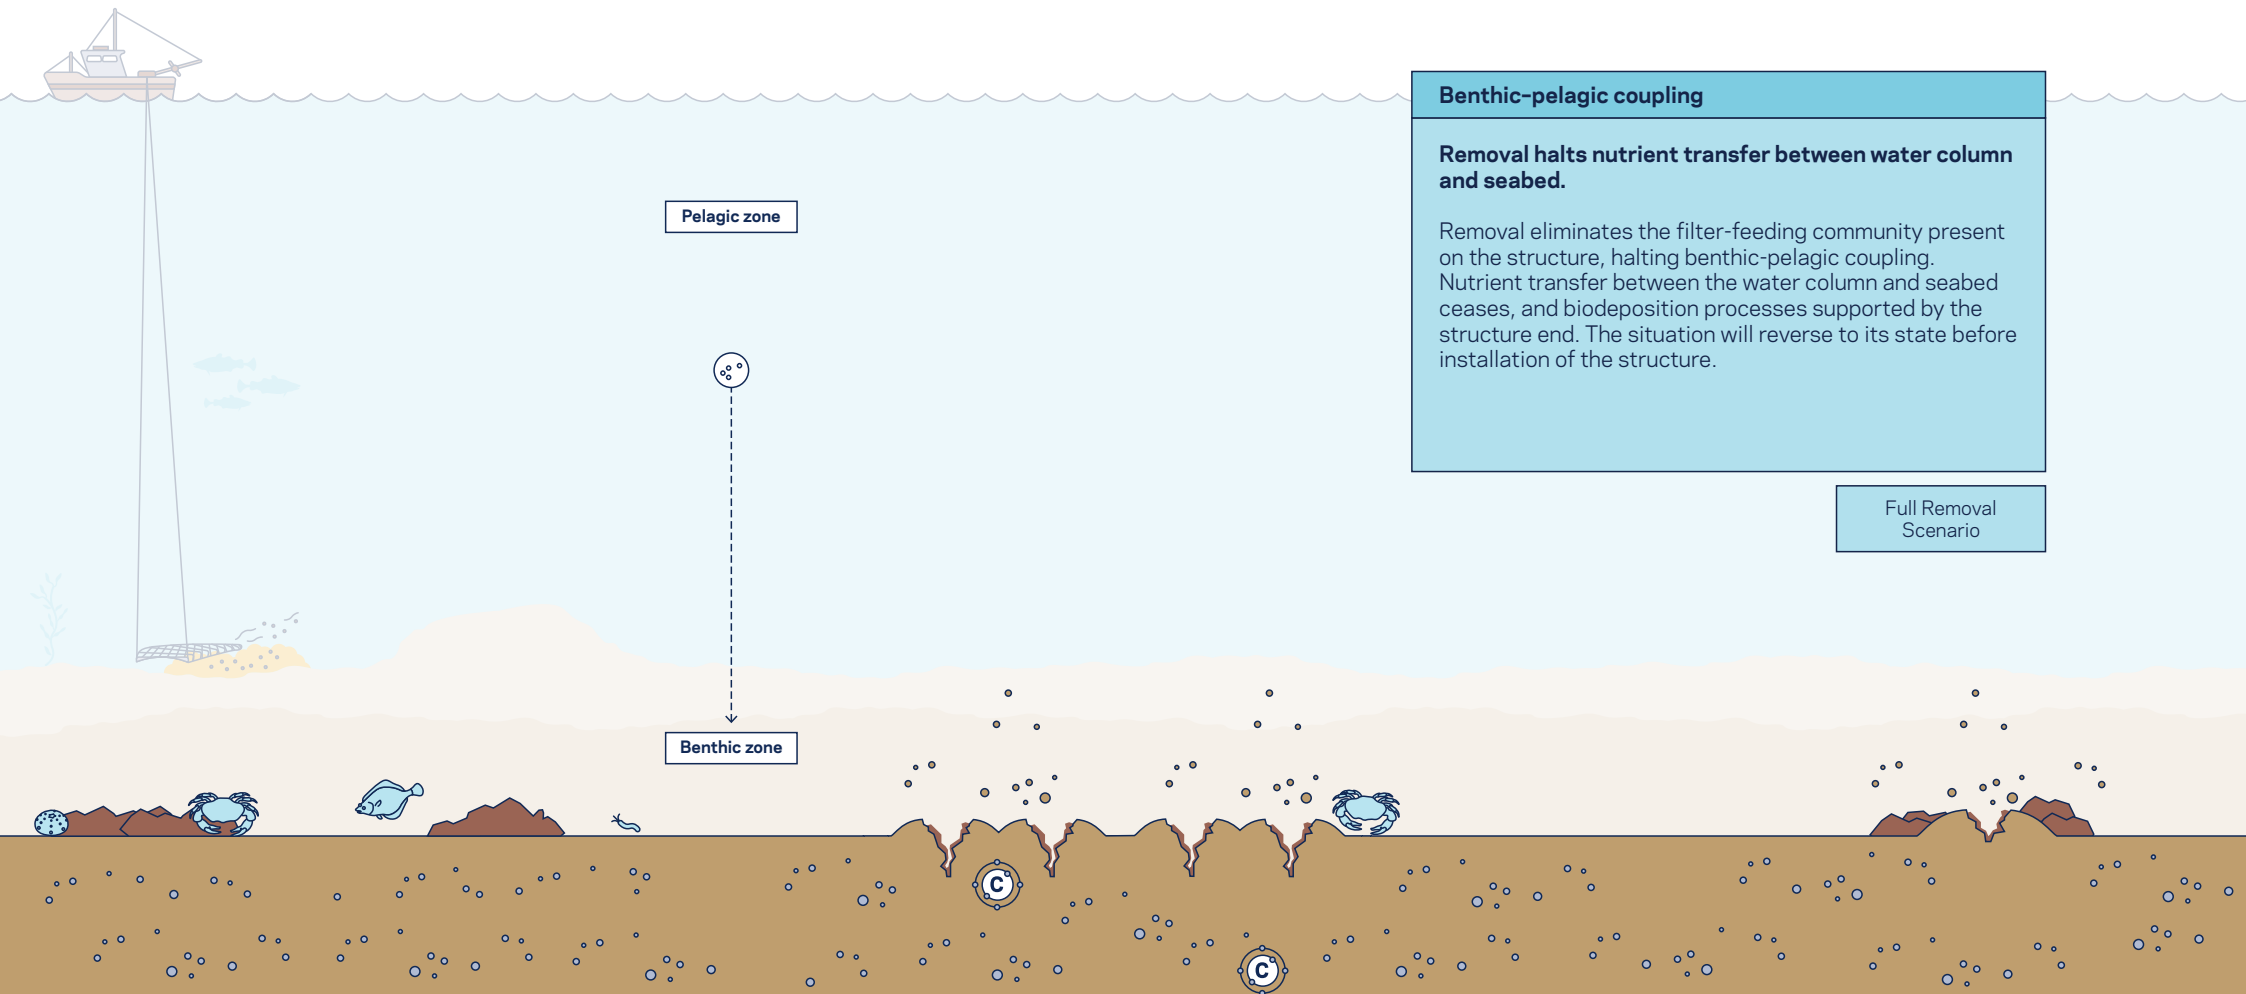 Benthic-pelagic coupling
Removal halts nutrient transfer between water column
and seabed.
Removal eliminates the filter-feeding community present
on the structure, halting benthic-pelagic coupling.
Nutrient transfer between the water column and seabed
ceases, and biodeposition processes supported by the
structure end. The situation will reverse to its state before
installation of the structure.
Full Removal
Scenario
Pelagic zone
Benthic zone
C
C